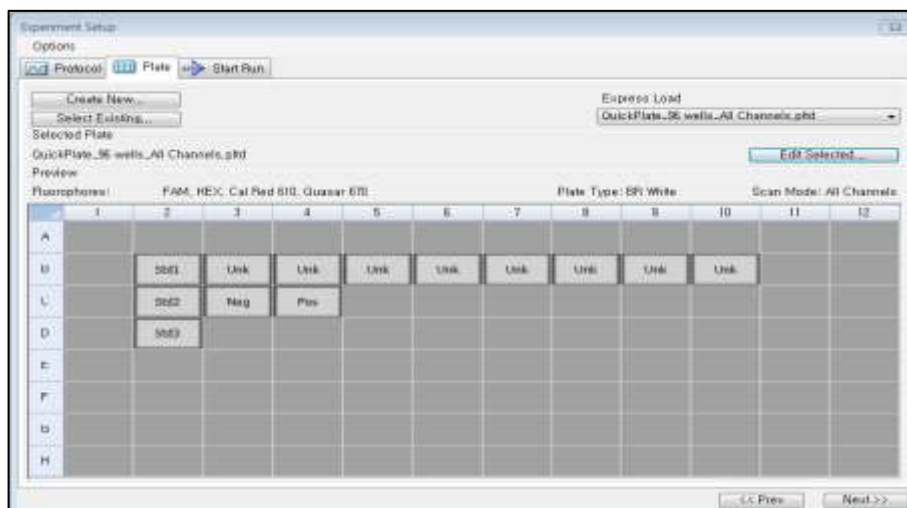 Experiment Setup
Options
Protocol Plate Start Run
Create New... Express Load
Select Existing... QuickPlate_96 wells_All Channels.pltd
Selected Plate
QuickPlate_96 wells_All Channels.pltd Edit Selected...
Preview
Fluorophores: FAM, HEX, Cal Red 610, Quasar 670 Plate Type: BR White Scan Mode: All Channels
1 2 3 4 5 6 7 8 9 10 11 12
A
B Std1 Unk Unk Unk Unk Unk Unk Unk Unk
C Std2 Neg Pos
D Std3
E
F
G
H
<< Prev Next >>